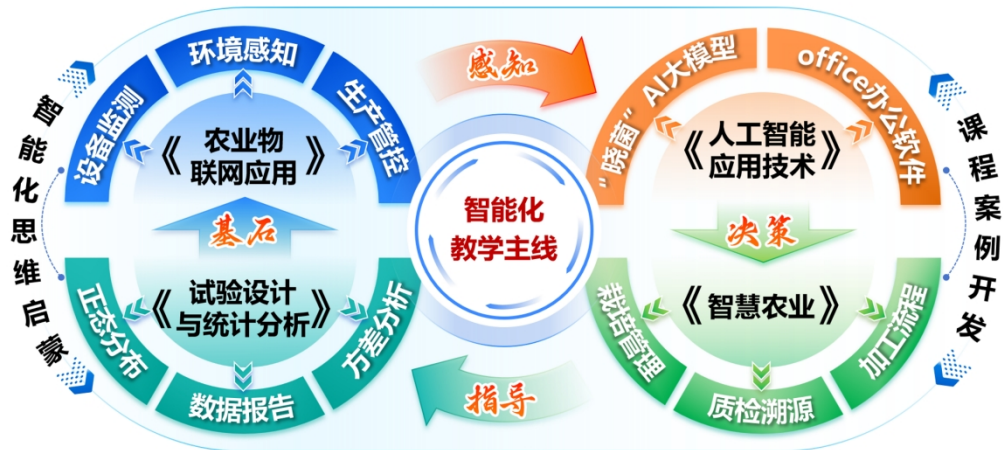 智能化思维启蒙
设备监测
环境感知
生产管控
《农业物
联网应用》
基石
《试验设计
与统计分析》
正态分布
数据报告
方差分析
感知
智能化
教学主线
指导
“晓菌”AI大模型
office办公软件
《人工智能
应用技术》
决策
《智慧农业》
栽培管理
质检溯源
加工流程
课程案例开发